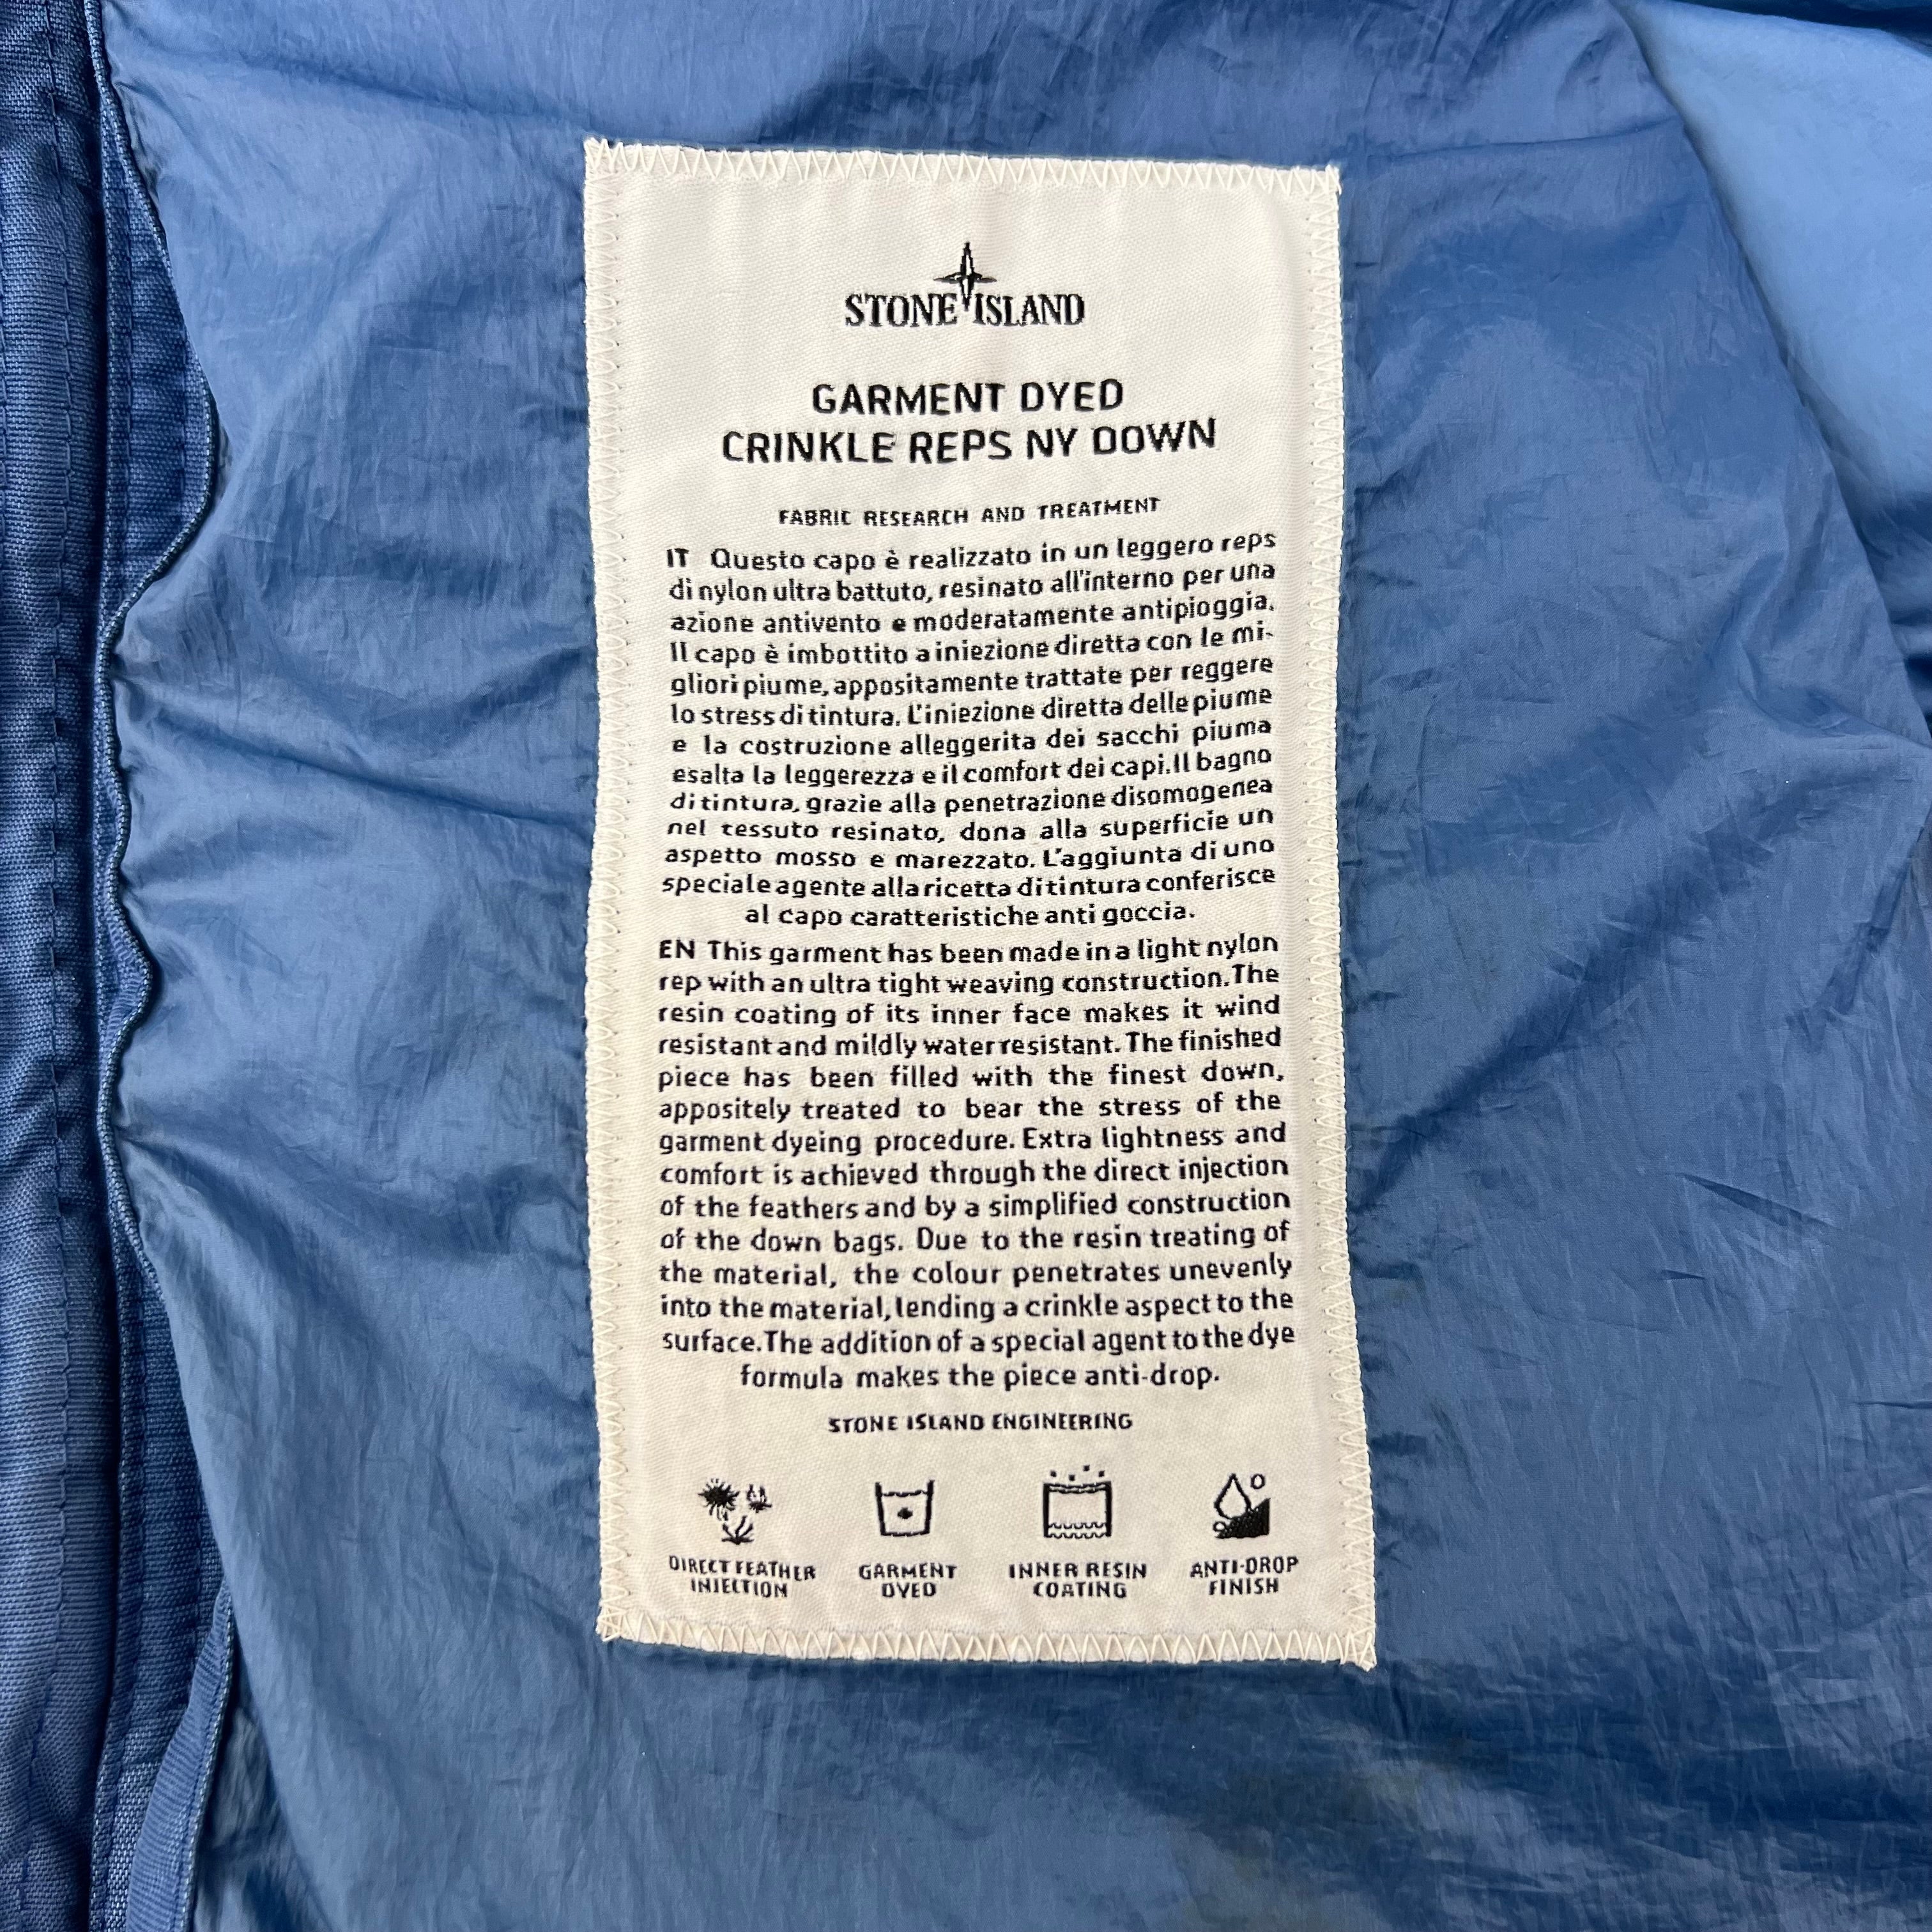 STONE ISLAND
GARMENT DYED
CRINKLE REPS NY DOWN
FABRIC RESEARCH AND TREATMENT
IT Questo capo è realizzato in un leggero reps
di nylon ultra battuto, resinato all'interno per una
azione antivento e moderatamente antipioggia.
Il capo è imbottito a iniezione diretta con le mi-
gliori piume, appositamente trattate per reggere
lo stress di tintura. L'iniezione diretta delle piume
e la costruzione alleggerita dei sacchi piuma
esalta la leggerezza e il comfort dei capi. Il bagno
di tintura, grazie alla penetrazione disomogenea
nel tessuto resinato, dona alla superficie un
aspetto mosso e marezzato. L'aggiunta di uno
speciale agente alla ricetta di tintura conferisce
al capo caratteristiche anti goccia.
EN This garment has been made in a light nylon
rep with an ultra tight weaving construction. The
resin coating of its inner face makes it wind
resistant and mildly water resistant. The finished
piece has been filled with the finest down,
appositely treated to bear the stress of the
garment dyeing procedure. Extra lightness and
comfort is achieved through the direct injection
of the feathers and by a simplified construction
of the down bags. Due to the resin treating of
the material, the colour penetrates unevenly
into the material, lending a crinkle aspect to the
surface. The addition of a special agent to the dye
formula makes the piece anti-drop.
STONE ISLAND ENGINEERING
DIRECT FEATHER
INJECTION
GARMENT
DYED
INNER RESIN
COATING
ANTI-DROP
FINISH